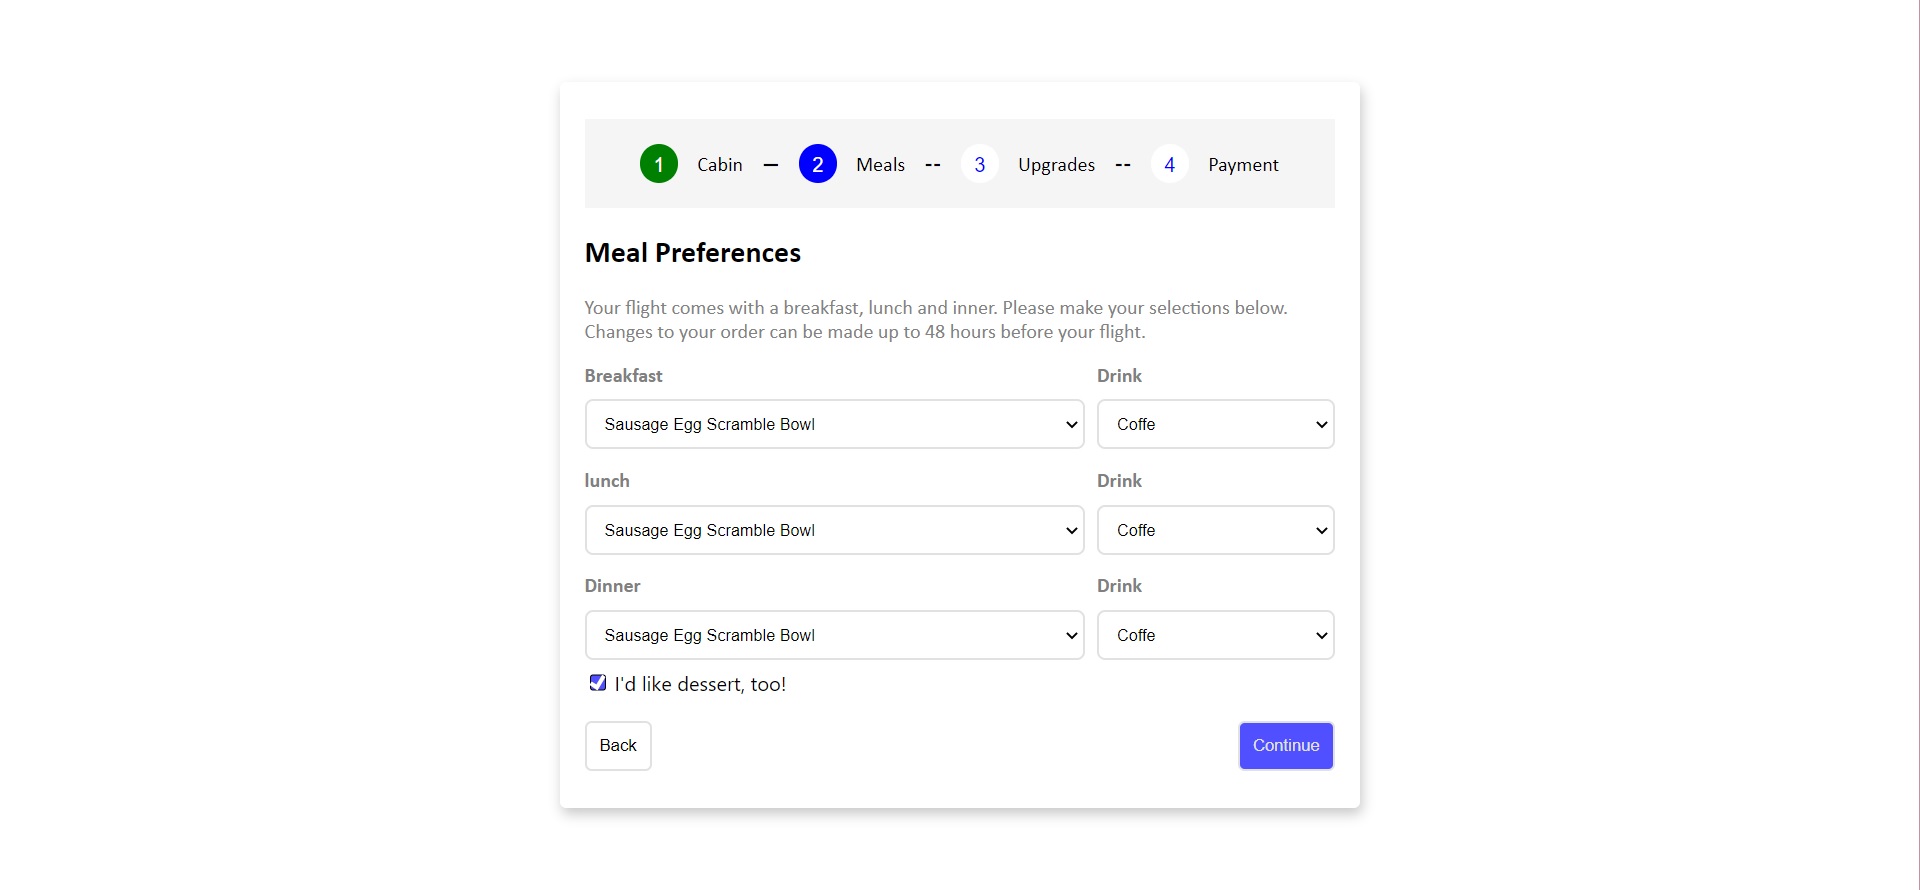 1 Cabin – 2 Meals -- 3 Upgrades -- 4 Payment
Meal Preferences
Your flight comes with a breakfast, lunch and inner. Please make your selections below.
Changes to your order can be made up to 48 hours before your flight.
Breakfast Drink
Sausage Egg Scramble Bowl Coffe
lunch Drink
Sausage Egg Scramble Bowl Coffe
Dinner Drink
Sausage Egg Scramble Bowl Coffe
I'd like dessert, too!
Back Continue